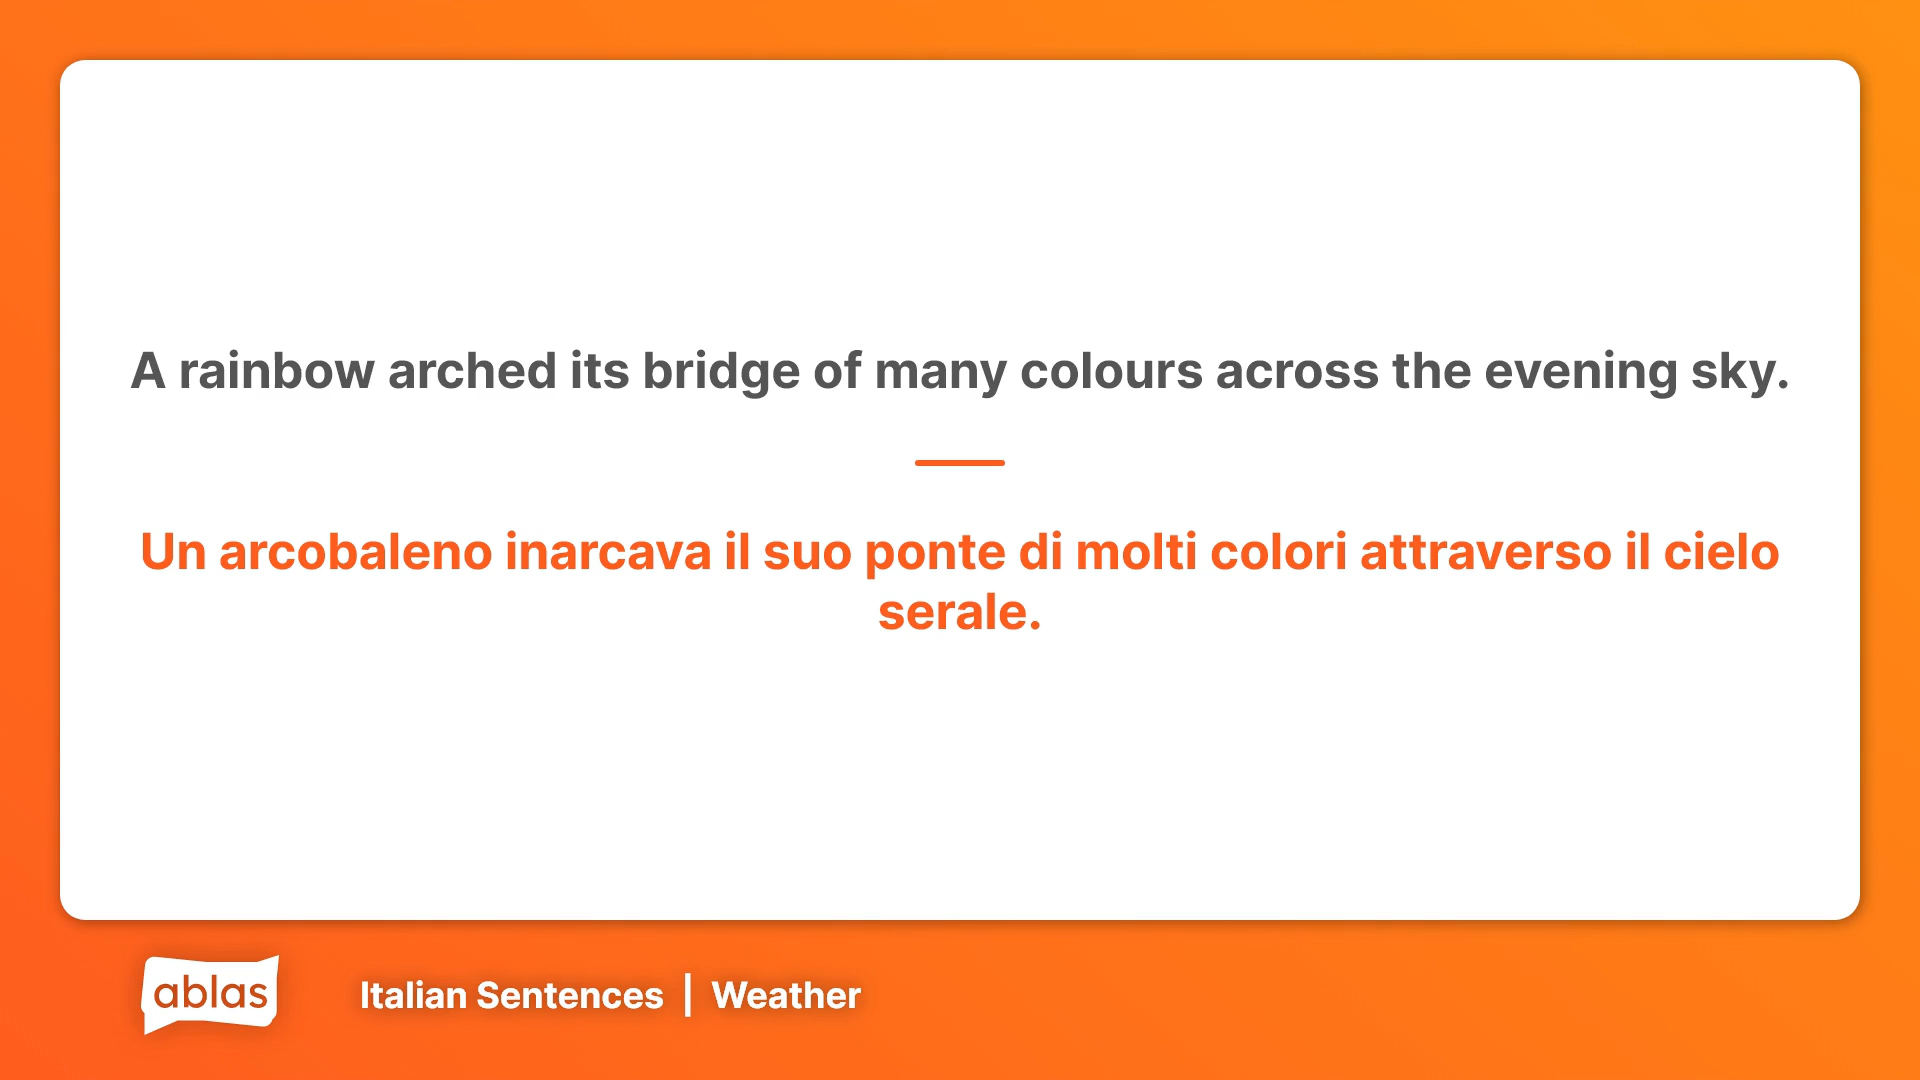 A rainbow arched its bridge of many colours across the evening sky.
Un arcobaleno inarcava il suo ponte di molti colori attraverso il cielo
serale.
ablas
Italian Sentences | Weather